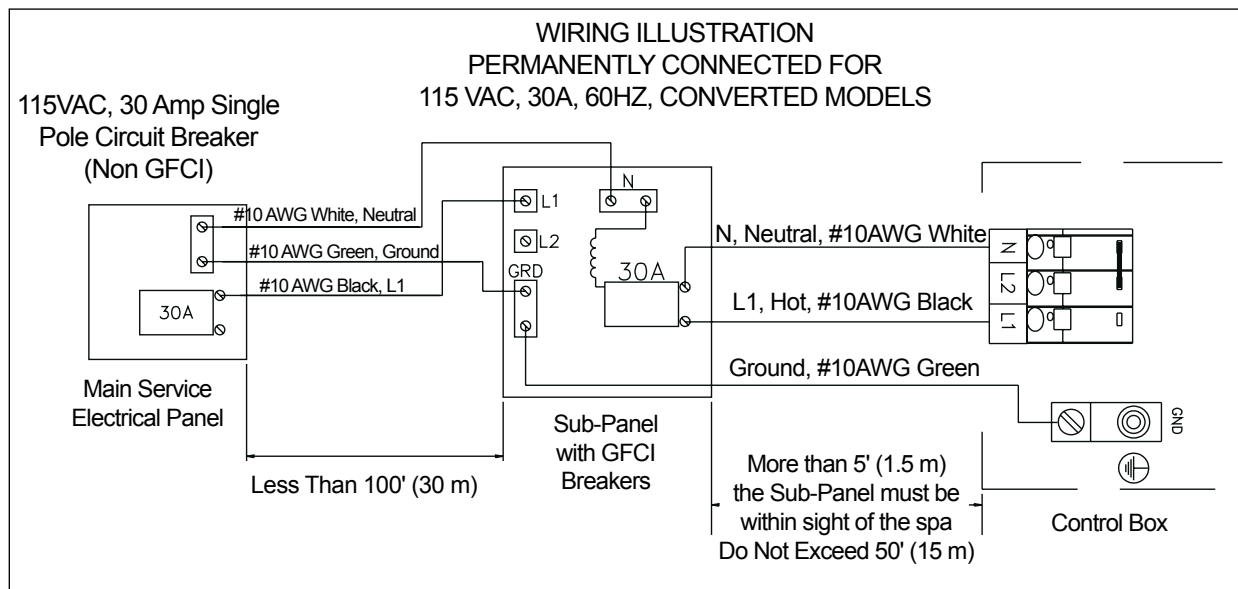 WIRING ILLUSTRATION
PERMANENTLY CONNECTED FOR
115 VAC, 30A, 60HZ, CONVERTED MODELS
115VAC, 30 Amp Single
Pole Circuit Breaker
(Non GFCI)
#10 AWG White, Neutral
#10 AWG Green, Ground
#10 AWG Black, L1
30A
Main Service
Electrical Panel
Less Than 100' (30 m)
L1
N
L2
GRD
30A
Sub-Panel
with GFCI
Breakers
N, Neutral, #10AWG White
L1, Hot, #10AWG Black
Ground, #10AWG Green
More than 5' (1.5 m)
the Sub-Panel must be
within sight of the spa
Do Not Exceed 50' (15 m)
N
L2
L1
GND
Control Box